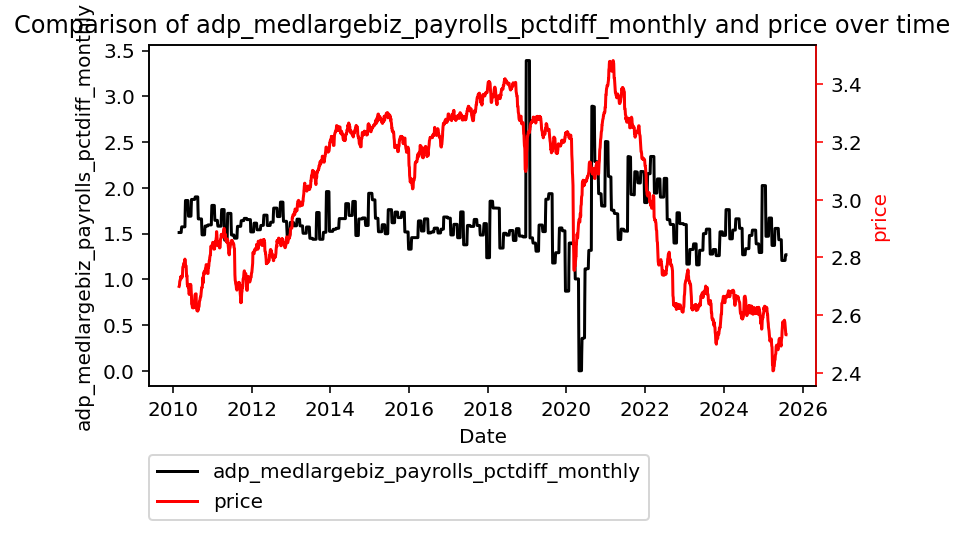 Comparison of adp_medlargebiz_payrolls_pctdiff_monthly and price over time
adp_medlargebiz_payrolls_pctdiff_monthly
3.5
3.0
2.5
2.0
1.5
1.0
0.5
0.0
3.4
3.2
3.0
2.8
2.6
2.4
price
2010 2012 2014 2016 2018 2020 2022 2024 2026
Date
adp_medlargebiz_payrolls_pctdiff_monthly
price